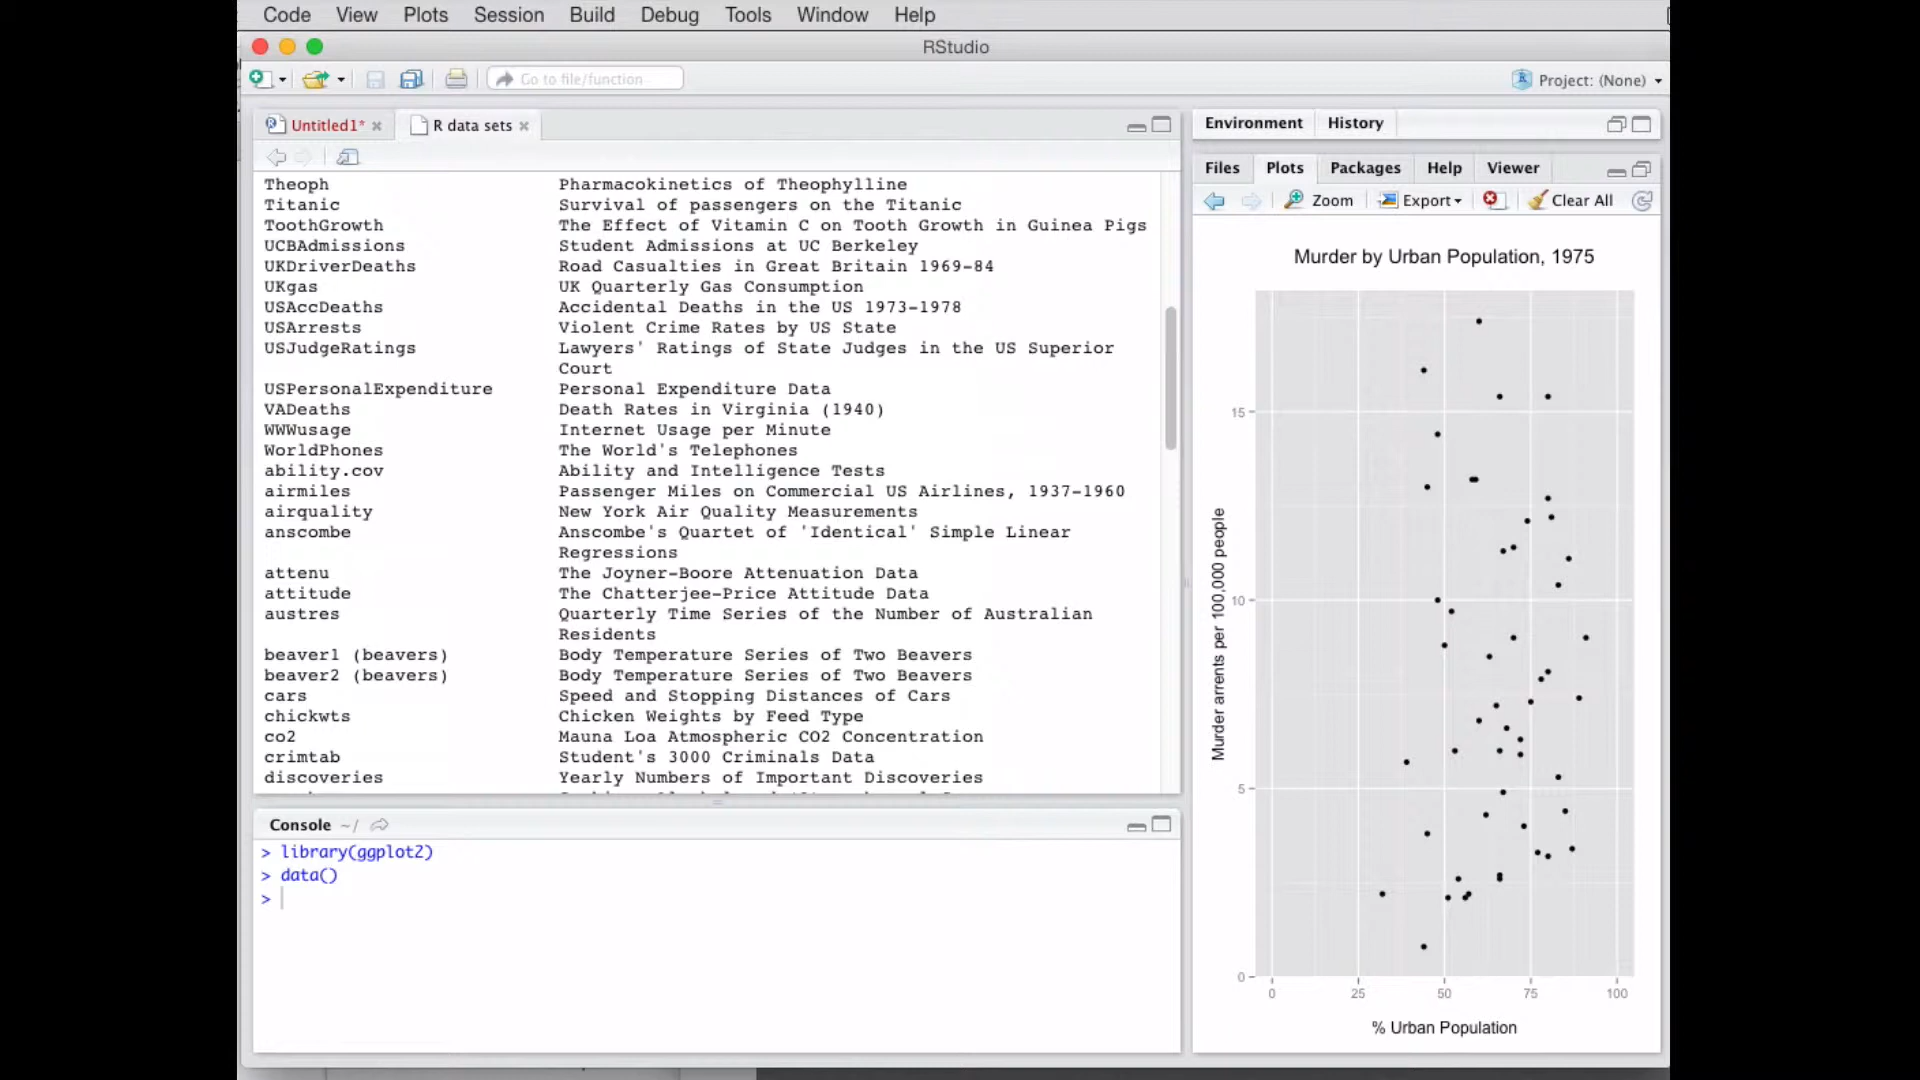 Code View Plots Session Build Debug Tools Window Help
RStudio
Go to file/function
Project: (None)
Untitled1*
R data sets
Theoph Pharmacokinetics of Theophylline
Titanic Survival of passengers on the Titanic
ToothGrowth The Effect of Vitamin C on Tooth Growth in Guinea Pigs
UCBAdmissions Student Admissions at UC Berkeley
UKDriverDeaths Road Casualties in Great Britain 1969-84
UKgas UK Quarterly Gas Consumption
USAccDeaths Accidental Deaths in the US 1973-1978
USArrests Violent Crime Rates by US State
USJudgeRatings Lawyers' Ratings of State Judges in the US Superior
Court
USPersonalExpenditure Personal Expenditure Data
VADeaths Death Rates in Virginia (1940)
WWWusage Internet Usage per Minute
WorldPhones The World's Telephones
ability.cov Ability and Intelligence Tests
airmiles Passenger Miles on Commercial US Airlines, 1937-1960
airquality New York Air Quality Measurements
anscombe Anscombe's Quartet of 'Identical' Simple Linear
Regressions
attenu The Joyner-Boore Attenuation Data
attitude The Chatterjee-Price Attitude Data
austres Quarterly Time Series of the Number of Australian
Residents
beaver1 (beavers) Body Temperature Series of Two Beavers
beaver2 (beavers) Body Temperature Series of Two Beavers
cars Speed and Stopping Distances of Cars
chickwts Chicken Weights by Feed Type
co2 Mauna Loa Atmospheric CO2 Concentration
crimtab Student's 3000 Criminals Data
discoveries Yearly Numbers of Important Discoveries
Console ~/
> library(ggplot2)
> data()
>
Environment History
Files Plots Packages Help Viewer
Zoom Export Clear All
Murder by Urban Population, 1975
Murder arrents per 100,000 people
15
10
5
0
0 25 50 75 100
% Urban Population